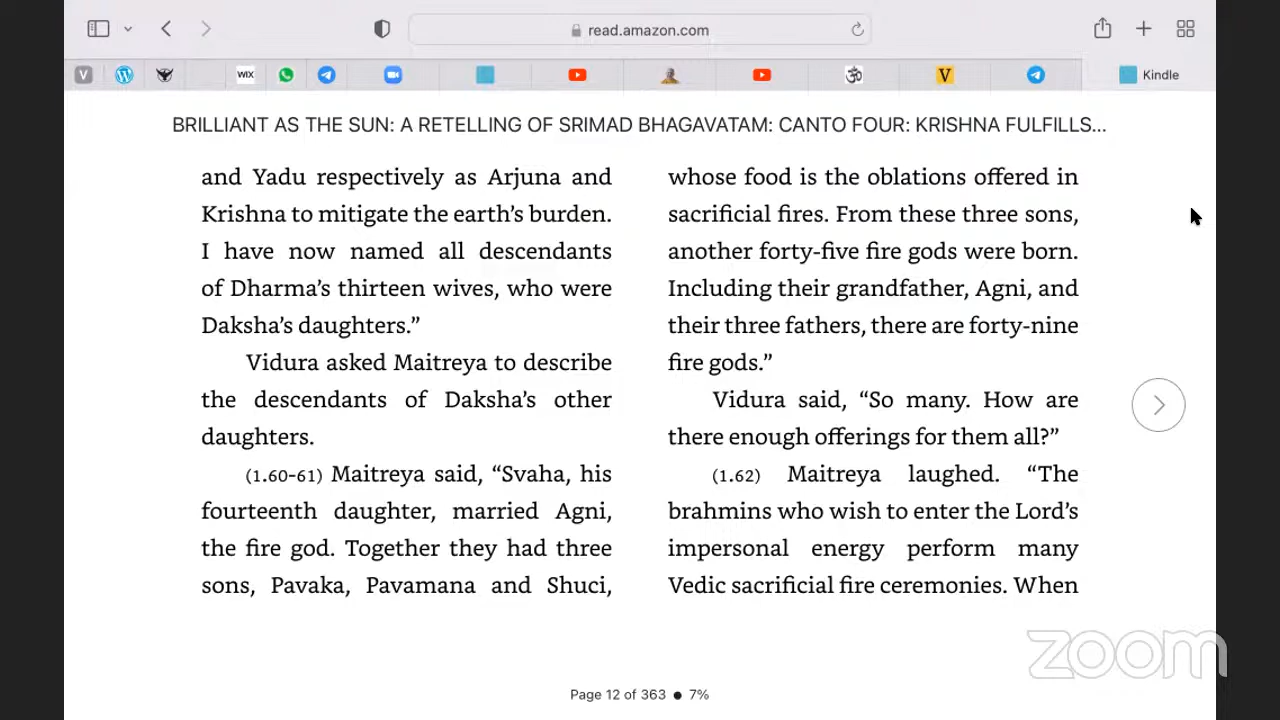 read.amazon.com
V
WIX
ॐ
V
Kindle
BRILLIANT AS THE SUN: A RETELLING OF SRIMAD BHAGAVATAM: CANTO FOUR: KRISHNA FULFILLS...
and Yadu respectively as Arjuna and
Krishna to mitigate the earth’s burden.
I have now named all descendants
of Dharma’s thirteen wives, who were
Daksha’s daughters.”
Vidura asked Maitreya to describe
the descendants of Daksha’s other
daughters.
(1.60-61) Maitreya said, “Svaha, his
fourteenth daughter, married Agni,
the fire god. Together they had three
sons, Pavaka, Pavamana and Shuci,
whose food is the oblations offered in
sacrificial fires. From these three sons,
another forty-five fire gods were born.
Including their grandfather, Agni, and
their three fathers, there are forty-nine
fire gods.”
Vidura said, “So many. How are
there enough offerings for them all?”
(1.62) Maitreya laughed. “The
brahmins who wish to enter the Lord’s
impersonal energy perform many
Vedic sacrificial fire ceremonies. When
zoom
Page 12 of 363 ● 7%